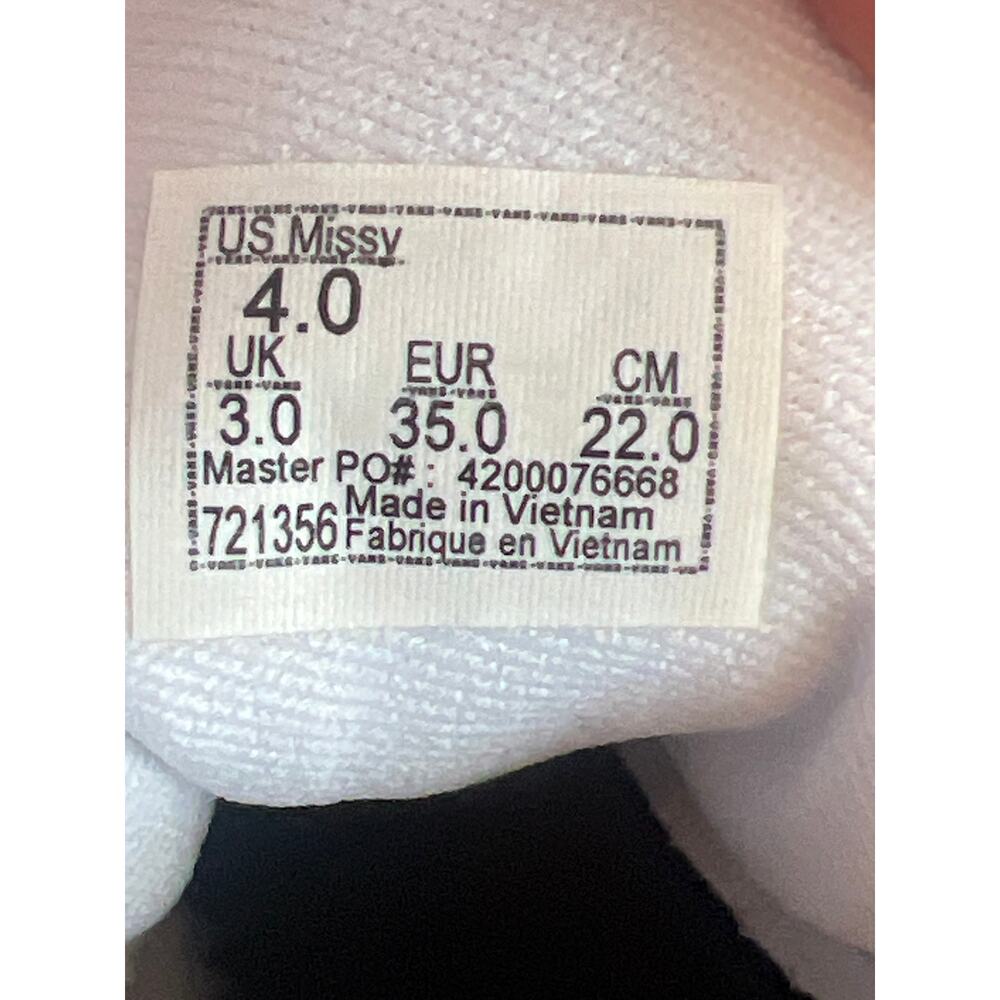 US Missy
4.0
UK EUR CM
3.0 35.0 22.0
Master PO# : 4200076668
721356 Made in Vietnam
Fabrique en Vietnam